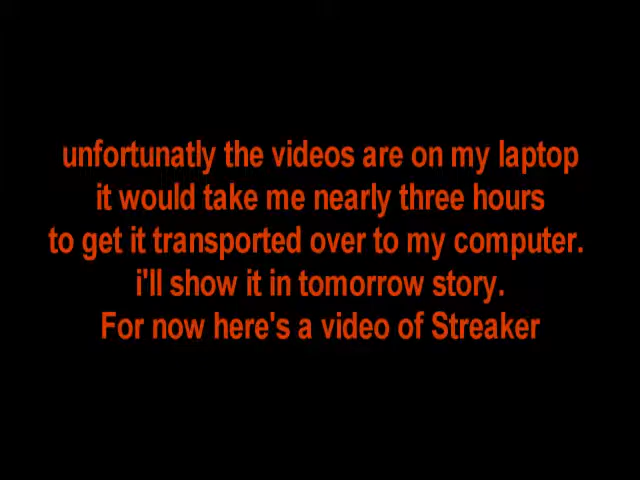 unfortunatly the videos are on my laptop
it would take me nearly three hours
to get it transported over to my computer.
i'll show it in tomorrow story.
For now here's a video of Streaker